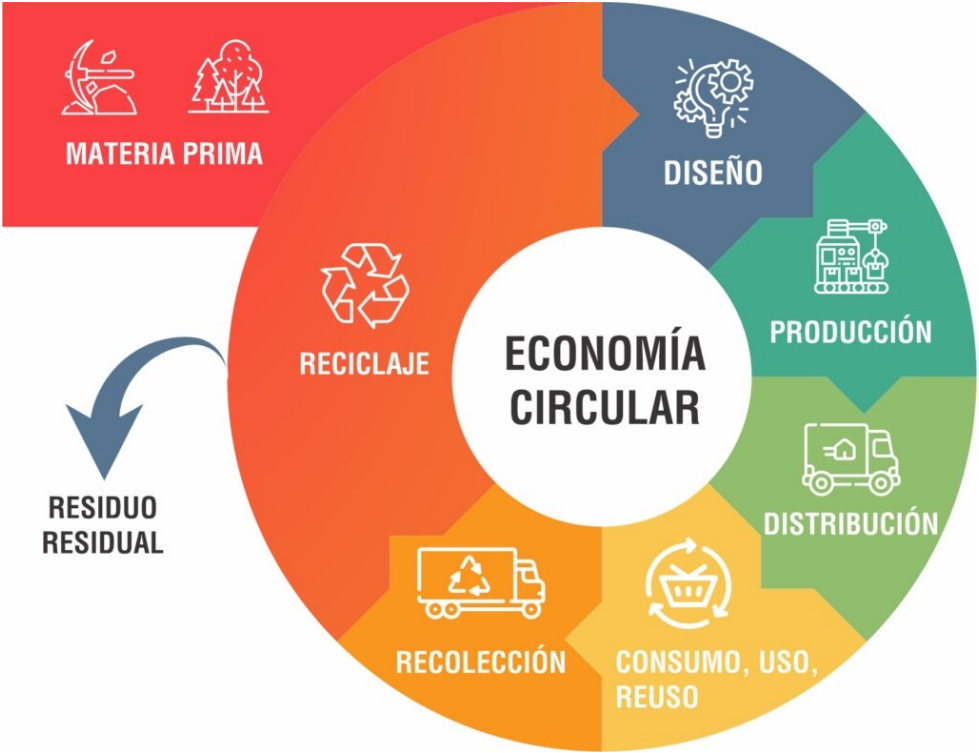 MATERIA PRIMA
DISEÑO
PRODUCCIÓN
RECICLAJE
ECONOMÍA
CIRCULAR
DISTRIBUCIÓN
RESIDUO
RESIDUAL
RECOLECCIÓN
CONSUMO, USO,
REUSO